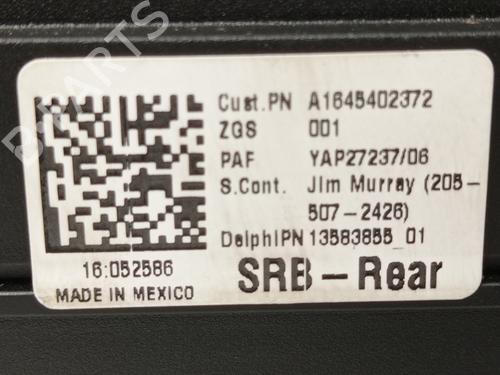 Cust.PN A1645402372
ZGS 001
PAF YAP27237/06
S.Cont. Jim Murray (205-
507-2426)
DelphiPN 13583855_01
16:052586
MADE IN MEXICO
SRB-Rear
B-Parts